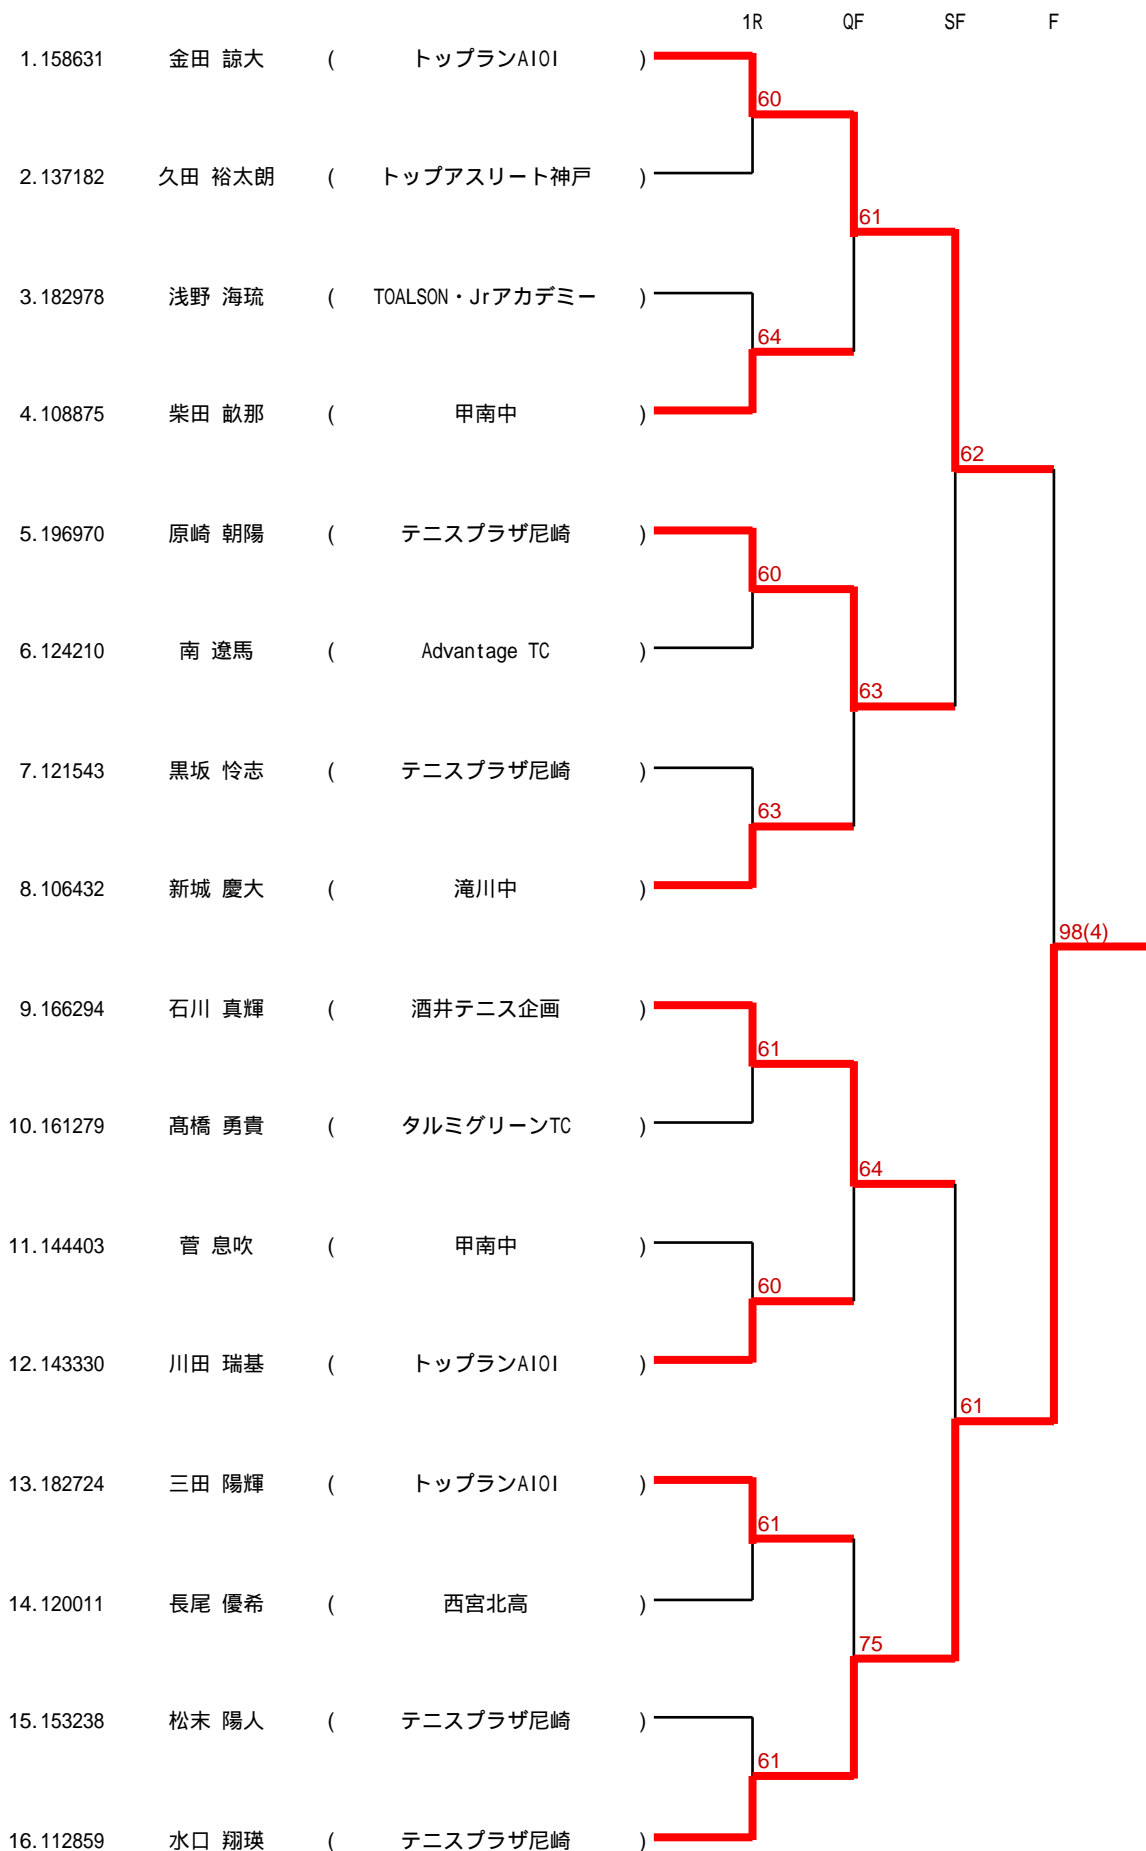 1R QF SF F
1.158631 金田 諒大 ( トップランAIOI )
60
2.137182 久田 裕太朗 ( トップアスリート神戸 )
61
3.182978 浅野 海琉 ( TOALSON・Jrアカデミー )
64
4.108875 柴田 畝那 ( 甲南中 )
62
5.196970 原崎 朝陽 ( テニスプラザ尼崎 )
60
6.124210 南 遼馬 ( Advantage TC )
63
7.121543 黒坂 怜志 ( テニスプラザ尼崎 )
63
8.106432 新城 慶大 ( 滝川中 )
98(4)
9.166294 石川 真輝 ( 酒井テニス企画 )
61
10.161279 髙橋 勇貴 ( タルミグリーンTC )
64
11.144403 菅 息吹 ( 甲南中 )
60
12.143330 川田 瑞基 ( トップランAIOI )
61
13.182724 三田 陽輝 ( トップランAIOI )
61
14.120011 長尾 優希 ( 西宮北高 )
75
15.153238 松末 陽人 ( テニスプラザ尼崎 )
61
16.112859 水口 翔瑛 ( テニスプラザ尼崎 )